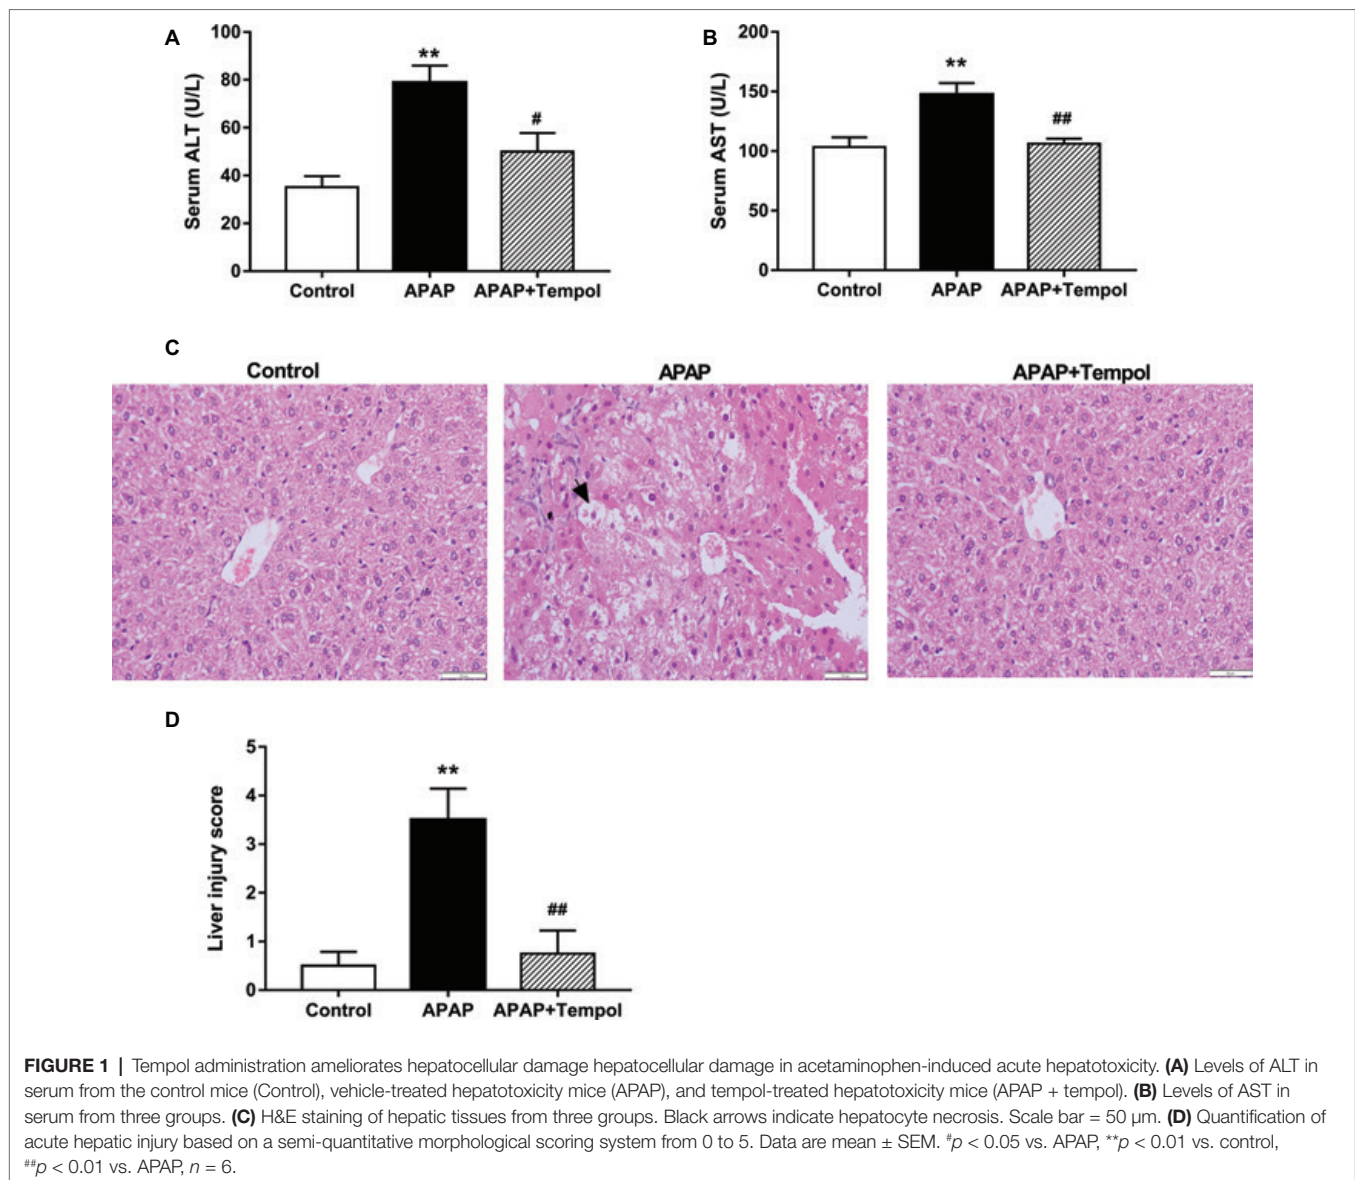 A
Serum ALT (U/L)
100
80
60
40
20
0
**
#
Control
APAP
APAP+Tempol
B
Serum AST (U/L)
200
150
100
50
0
**
##
Control
APAP
APAP+Tempol
C
Control
APAP
APAP+Tempol
D
Liver injury score
5
4
3
2
1
0
**
##
Control
APAP
APAP+Tempol
FIGURE 1 | Tempol administration ameliorates hepatocellular damage hepatocellular damage in acetaminophen-induced acute hepatotoxicity. (A) Levels of ALT in
serum from the control mice (Control), vehicle-treated hepatotoxicity mice (APAP), and tempol-treated hepatotoxicity mice (APAP + tempol). (B) Levels of AST in
serum from three groups. (C) H&E staining of hepatic tissues from three groups. Black arrows indicate hepatocyte necrosis. Scale bar = 50 μm. (D) Quantification of
acute hepatic injury based on a semi-quantitative morphological scoring system from 0 to 5. Data are mean ± SEM. #p < 0.05 vs. APAP, **p < 0.01 vs. control,
##p < 0.01 vs. APAP, n = 6.